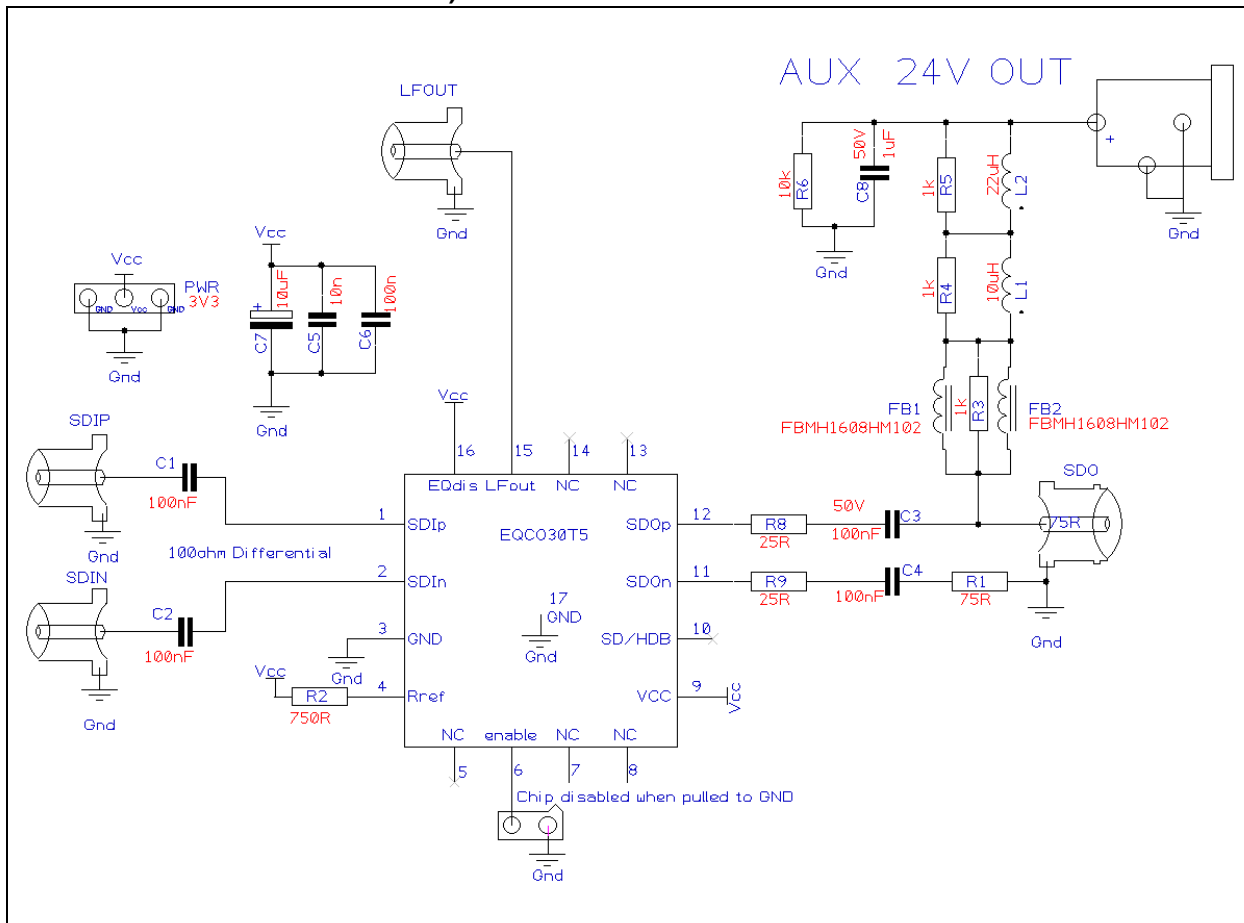 AUX 24V OUT
LFOUT
+
50V
1uF
C8
10k
R6
1k
R5
22uH
L2
Gnd
Gnd
Gnd
Vcc
Vcc
PWR
3V3
GND
Vcc
GND
Gnd
+
10uF
C7
10n
C5
100n
C6
Gnd
1k
R4
10uH
L1
FB1
FBMH1608HM102
1k
R3
FB2
FBMH1608HM102
SDIP
C1
100nF
Gnd
Vcc
16
15
14
13
EQdis
LFout
NC
NC
1
SDIp
EQCO30T5
SDOp
12
R8
25R
50V
100nF
C3
SDO
75R
100ohm Differential
SDIN
C2
100nF
Gnd
2
SDIn
SDOn
11
R9
25R
100nF
C4
R1
75R
Gnd
17
GND
Gnd
3
GND
Gnd
SD/HDB
10
Vcc
R2
750R
4
Rref
VCC
9
Vcc
NC
enable
NC
NC
5
6
7
8
Chip disabled when pulled to GND
Gnd